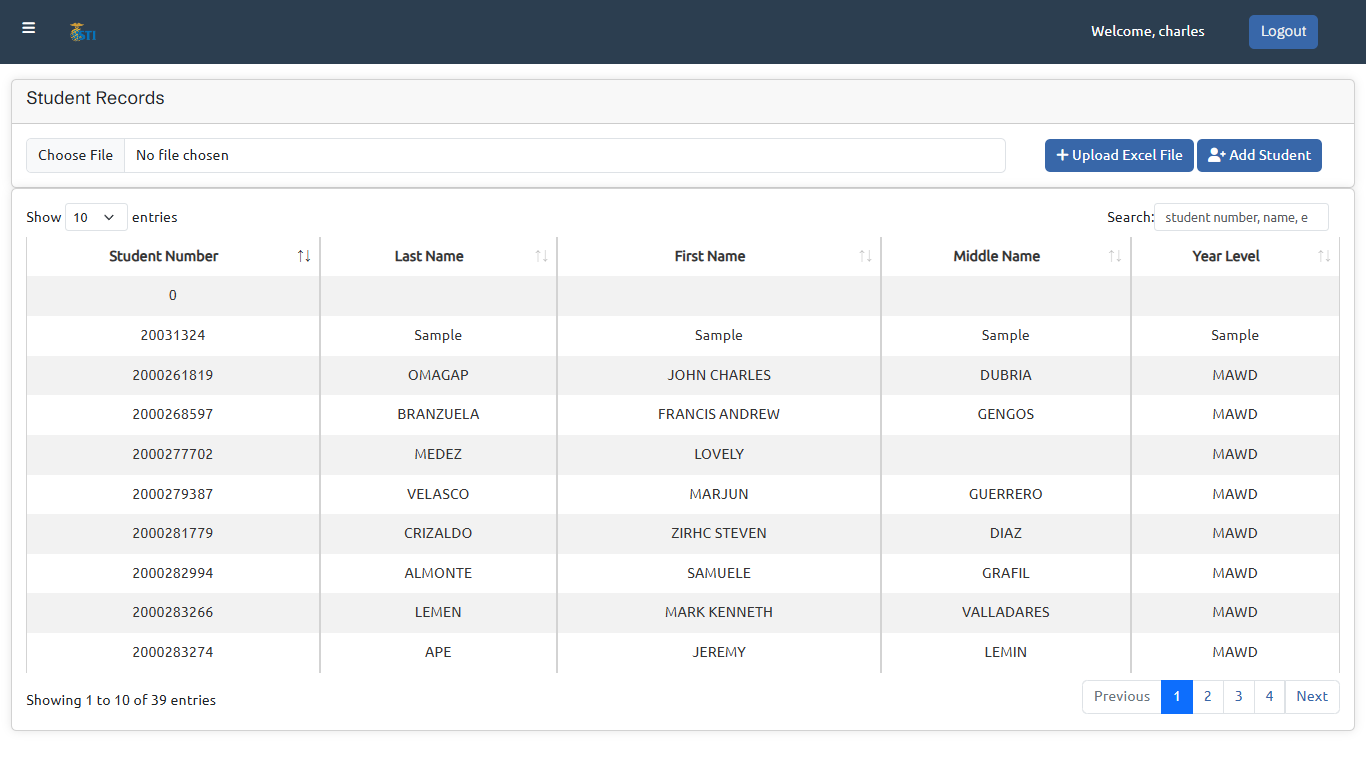 STI
Welcome, charles
Logout
Student Records
Choose File No file chosen
Upload Excel File
Add Student
Show 10 entries
Search: student number, name, e
Student Number Last Name First Name Middle Name Year Level
0
20031324 Sample Sample Sample Sample
2000261819 OMAGAP JOHN CHARLES DUBRIA MAWD
2000268597 BRANZUELA FRANCIS ANDREW GENGOS MAWD
2000277702 MEDEZ LOVELY MAWD
2000279387 VELASCO MARJUN GUERRERO MAWD
2000281779 CRIZALDO ZIRHC STEVEN DIAZ MAWD
2000282994 ALMONTE SAMUELE GRAFIL MAWD
2000283266 LEMEN MARK KENNETH VALLADARES MAWD
2000283274 APE JEREMY LEMIN MAWD
Showing 1 to 10 of 39 entries
Previous 1 2 3 4 Next